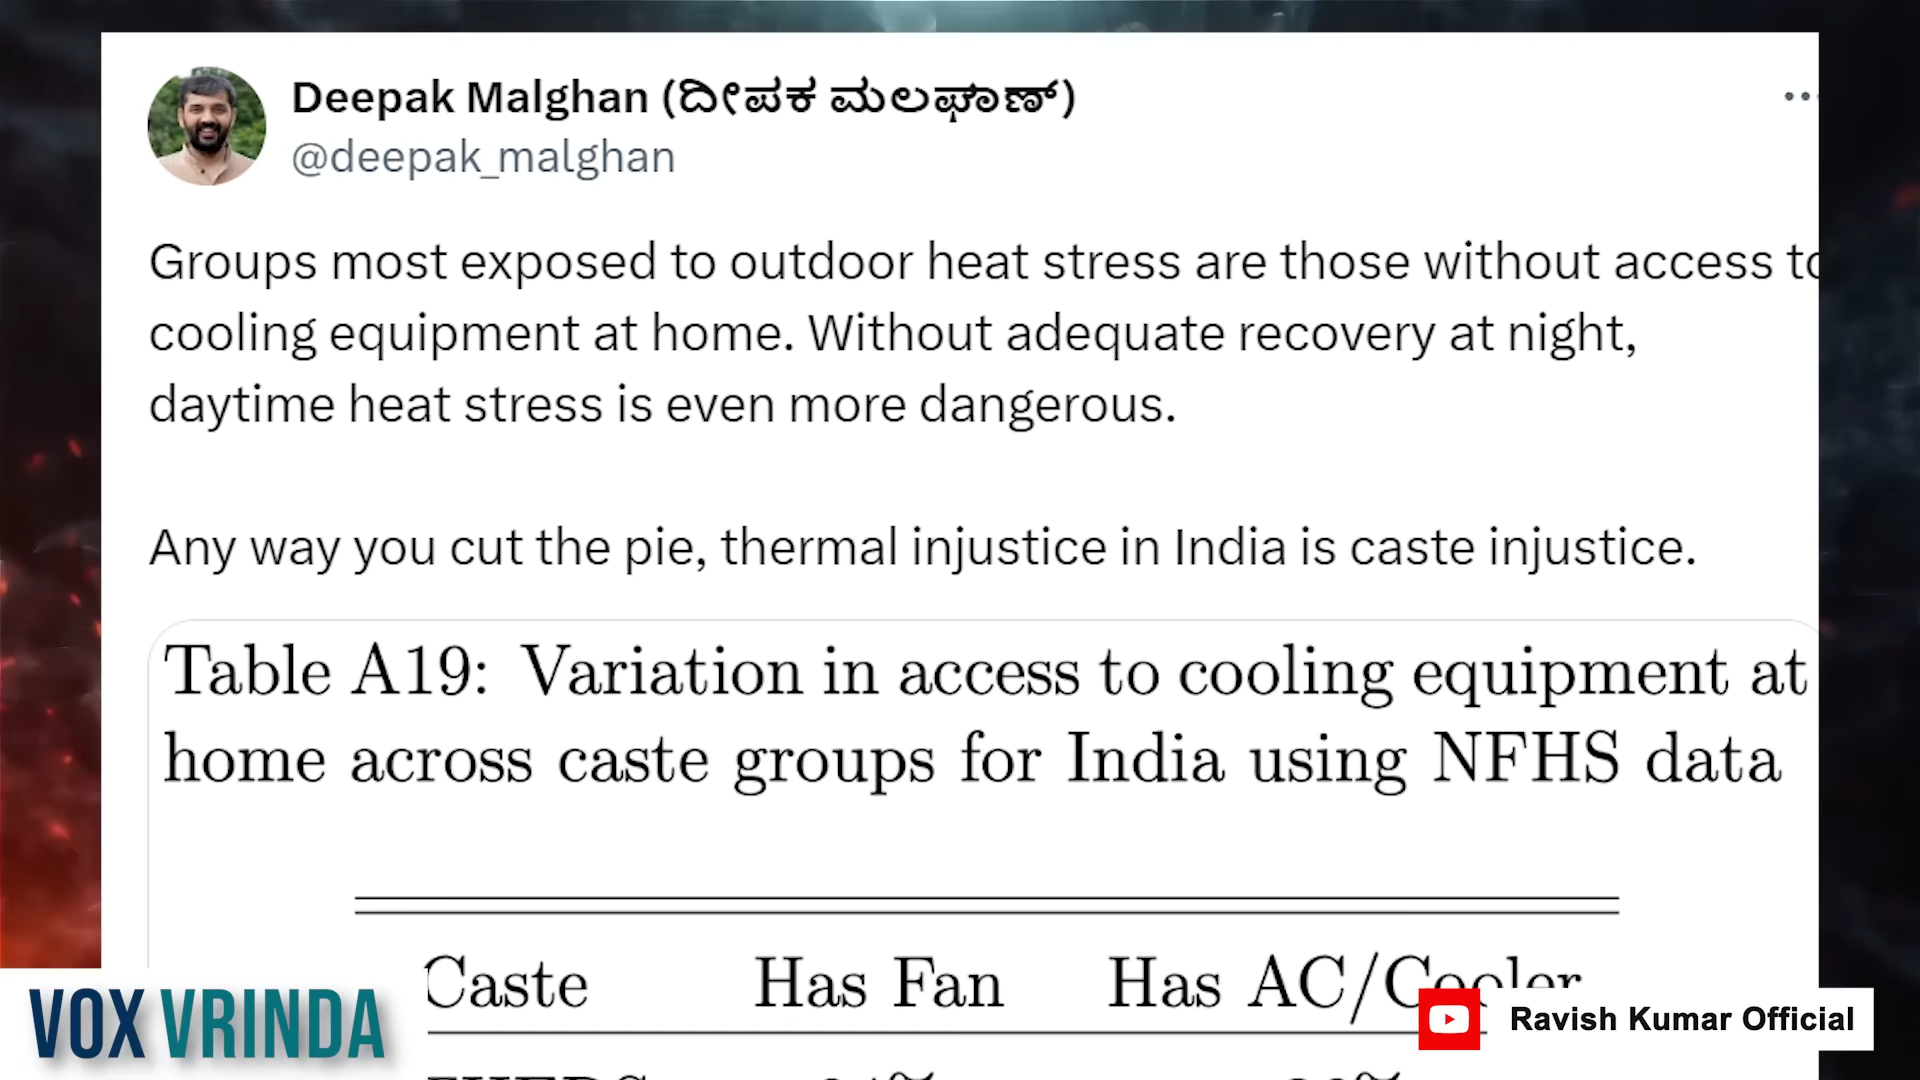 Deepak Malghan (ದೀಪಕ ಮಲಘಾಣ್)
@deepak_malghan
Groups most exposed to outdoor heat stress are those without access to
cooling equipment at home. Without adequate recovery at night,
daytime heat stress is even more dangerous.
Any way you cut the pie, thermal injustice in India is caste injustice.
Table A19: Variation in access to cooling equipment at
home across caste groups for India using NFHS data
Caste Has Fan Has AC/Cooler
VOX VRINDA
Ravish Kumar Official